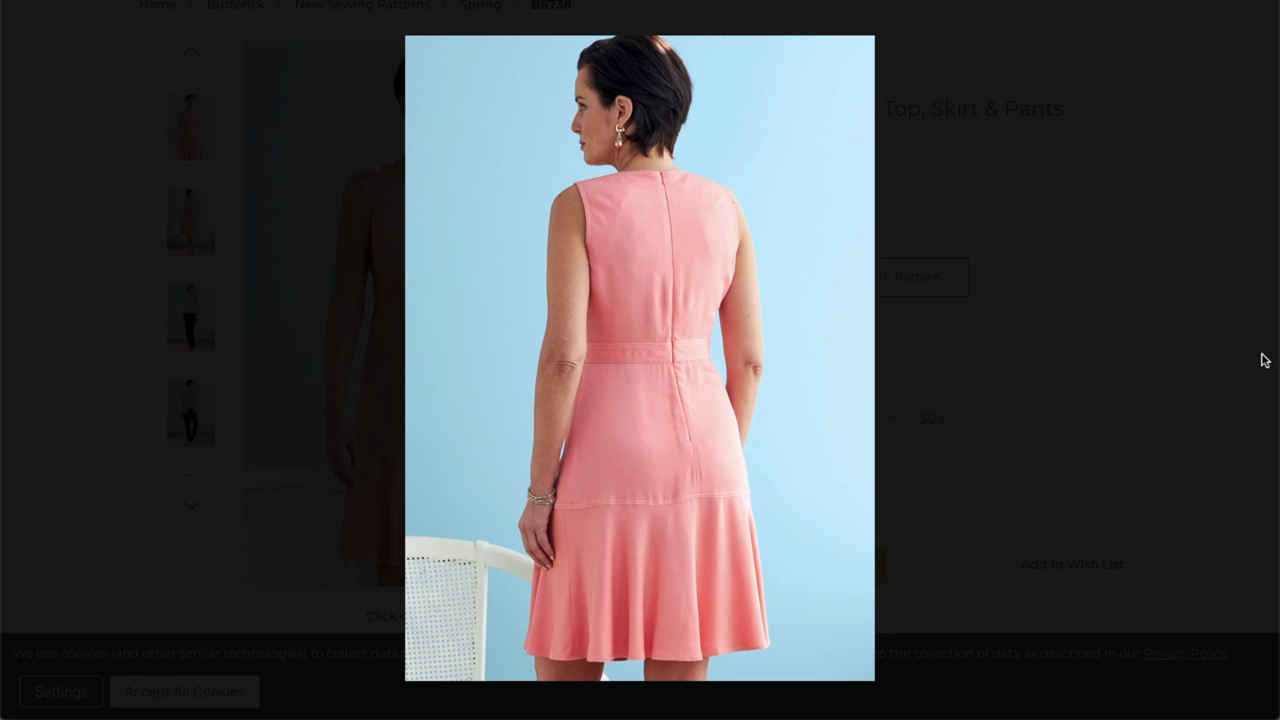 Home > Butterick > New Sewing Patterns > Spring > B6738
Top, Skirt & Pants
Pattern
Size
Add to Wish List
Click
We use cookies (and other similar technologies) to collect data
to the collection of data as described in our Privacy Policy.
Settings
Accept All Cookies